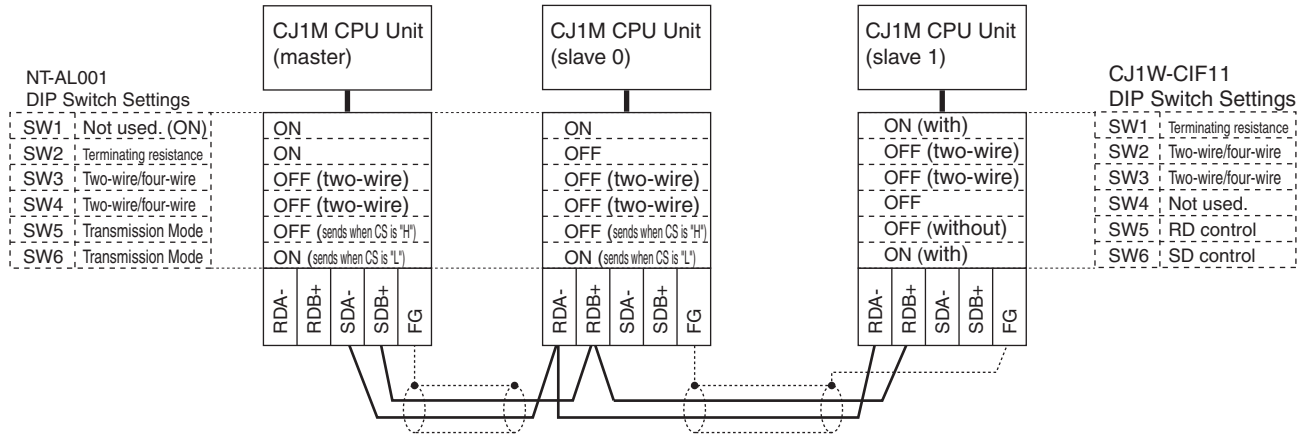 CJ1M CPU Unit
(master)
CJ1M CPU Unit
(slave 0)
CJ1M CPU Unit
(slave 1)
NT-AL001
DIP Switch Settings
SW1 Not used. (ON)
SW2 Terminating resistance
SW3 Two-wire/four-wire
SW4 Two-wire/four-wire
SW5 Transmission Mode
SW6 Transmission Mode
ON
ON
OFF (two-wire)
OFF (two-wire)
OFF (sends when CS is "H")
ON (sends when CS is "L")
ON
OFF
OFF (two-wire)
OFF (two-wire)
OFF (sends when CS is "H")
ON (sends when CS is "L")
ON (with)
OFF (two-wire)
OFF (two-wire)
OFF
OFF (without)
ON (with)
CJ1W-CIF11
DIP Switch Settings
SW1 Terminating resistance
SW2 Two-wire/four-wire
SW3 Two-wire/four-wire
SW4 Not used.
SW5 RD control
SW6 SD control
RDA-
RDB+
SDA-
SDB+
FG
RDA-
RDB+
SDA-
SDB+
FG
RDA-
RDB+
SDA-
SDB+
FG